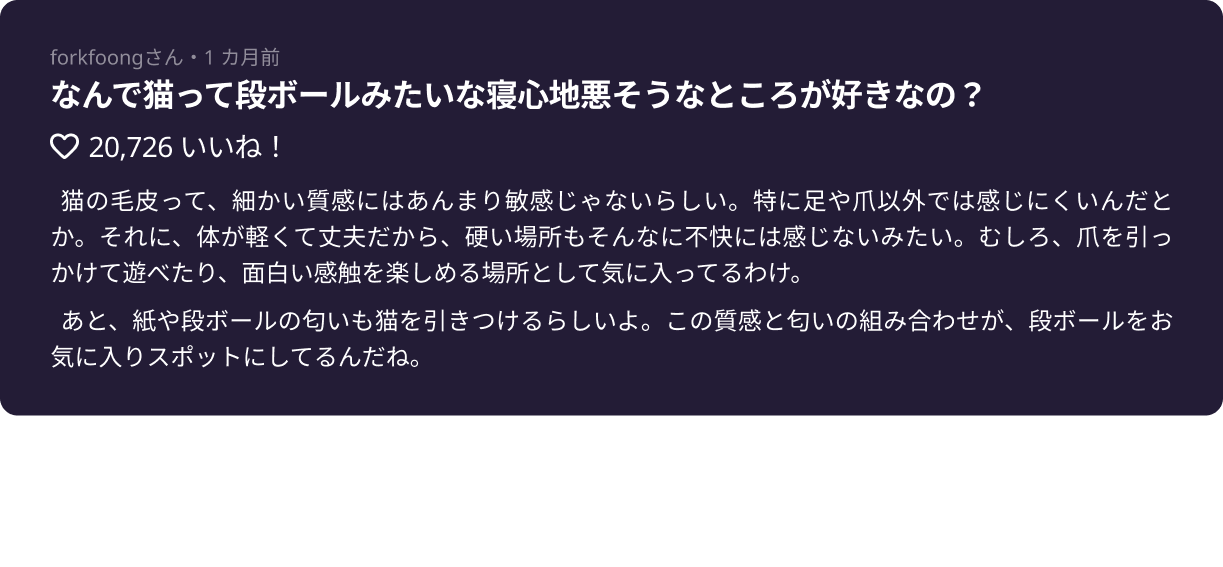 forkfoongさん・1 カ月前
なんで猫って段ボールみたいな寝心地悪そうなところが好きなの？
20,726 いいね！
猫の毛皮って、細かい質感にはあんまり敏感じゃないらしい。特に足や爪以外では感じにくいんだと
か。それに、体が軽くて丈夫だから、硬い場所もそんなに不快には感じないみたい。むしろ、爪を引っ
かけて遊べたり、面白い感触を楽しめる場所として気に入ってるわけ。
あと、紙や段ボールの匂いも猫を引きつけるらしいよ。この質感と匂いの組み合わせが、段ボールをお
気に入りスポットにしてるんだね。